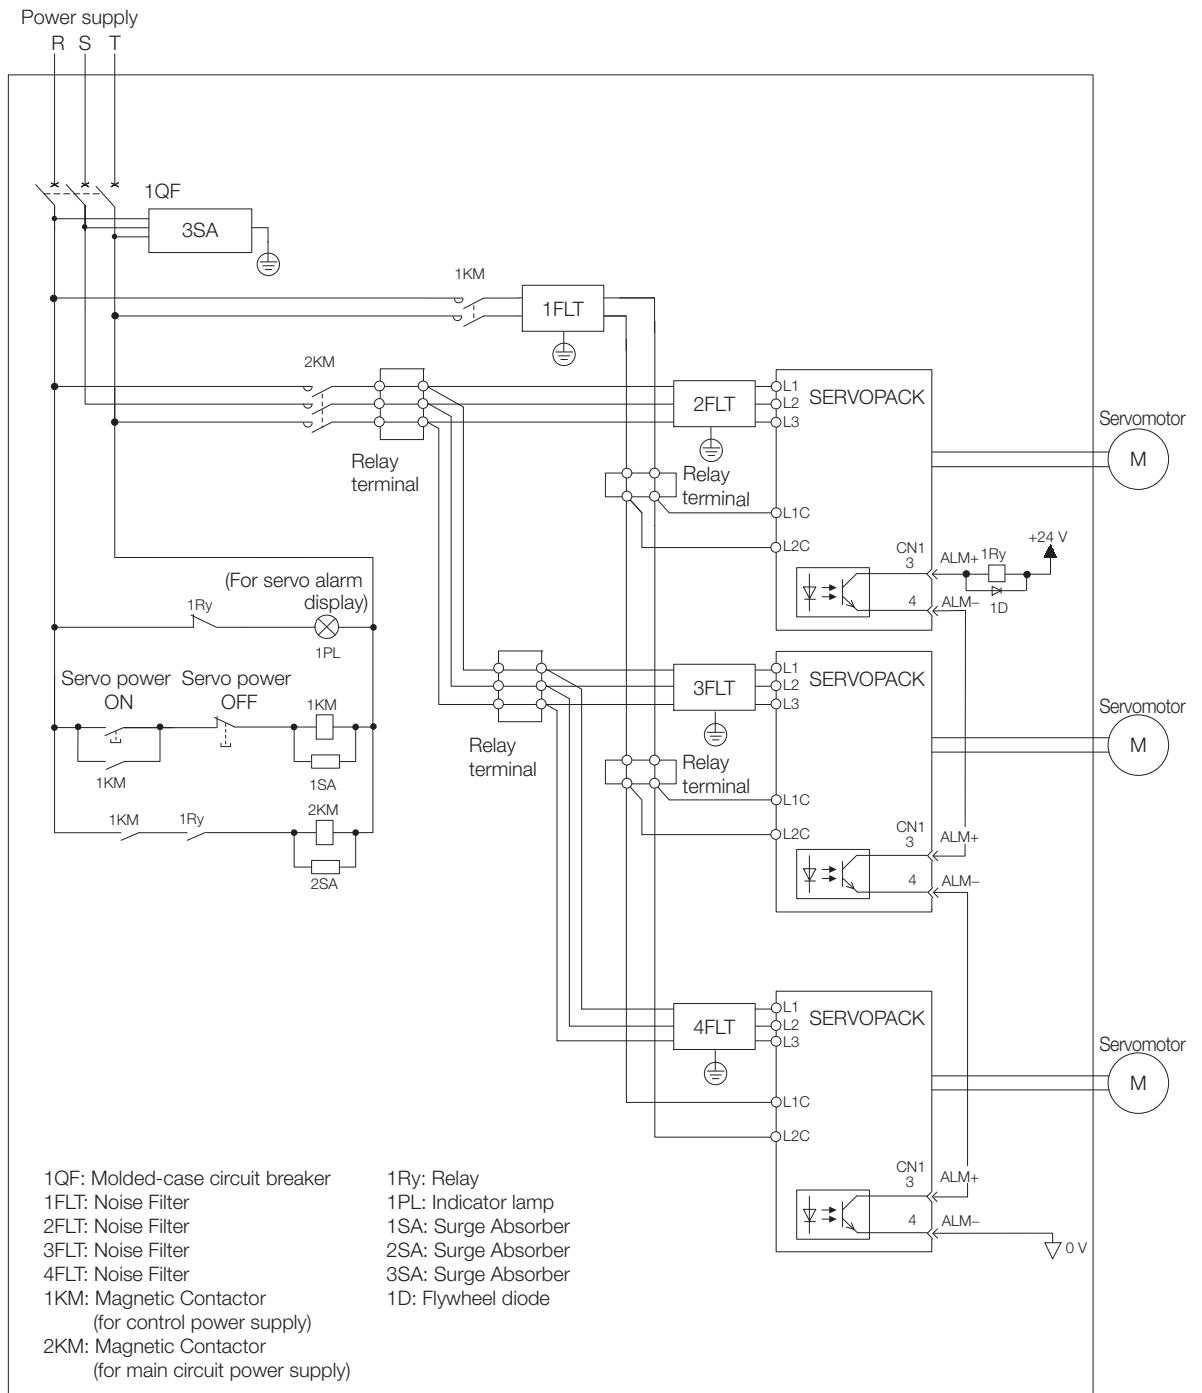 Power supply
R S T
1QF
3SA
1KM
1FLT
2KM
2FLT
L1
L2
L3
SERVOPACK
Servomotor
M
Relay
terminal
Relay
terminal
L1C
L2C
CN1
3
4
ALM+
1Ry
+24 V
ALM–
1D
(For servo alarm
display)
1Ry
1PL
Servo power
ON
Servo power
OFF
1KM
1KM
1SA
1KM
1Ry
2KM
2SA
3FLT
L1
L2
L3
SERVOPACK
Servomotor
M
Relay
terminal
Relay
terminal
L1C
L2C
CN1
3
4
ALM+
ALM–
4FLT
L1
L2
L3
SERVOPACK
Servomotor
M
L1C
L2C
CN1
3
4
ALM+
ALM–
0 V
1QF: Molded-case circuit breaker
1FLT: Noise Filter
2FLT: Noise Filter
3FLT: Noise Filter
4FLT: Noise Filter
1KM: Magnetic Contactor
(for control power supply)
2KM: Magnetic Contactor
(for main circuit power supply)
1Ry: Relay
1PL: Indicator lamp
1SA: Surge Absorber
2SA: Surge Absorber
3SA: Surge Absorber
1D: Flywheel diode